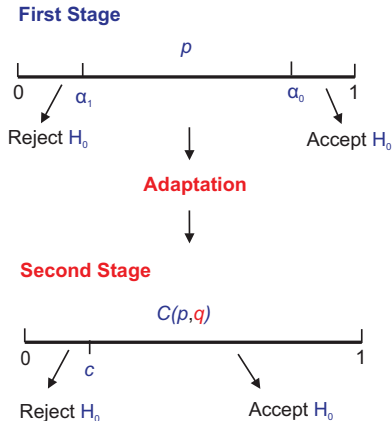 First Stage
p
0 α₁ α₀ 1
Reject H₀ Accept H₀
Adaptation
Second Stage
C(p,q)
0 c 1
Reject H₀ Accept H₀